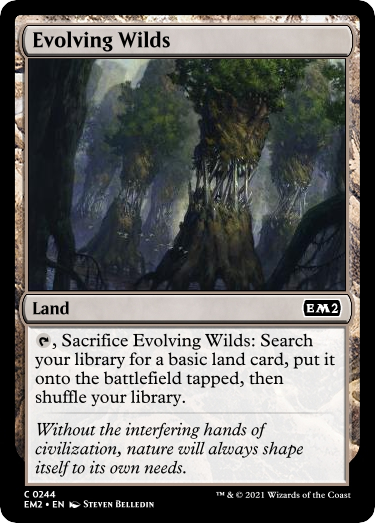 Evolving Wilds
Land
EM2
, Sacrifice Evolving Wilds: Search
your library for a basic land card, put it
onto the battlefield tapped, then
shuffle your library.
Without the interfering hands of
civilization, nature will always shape
itself to its own needs.
C 0244
EM2 • EN Steven Belledin
™ & © 2021 Wizards of the Coast